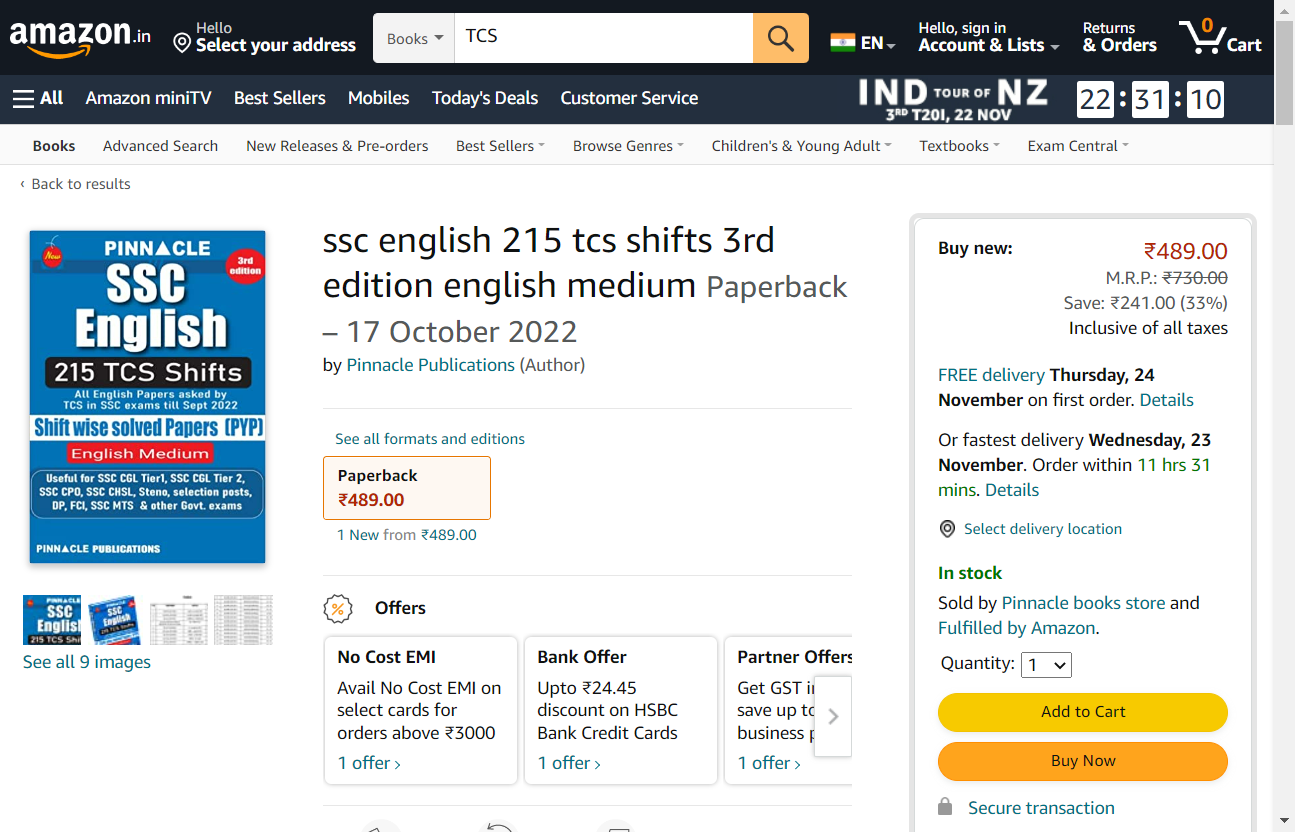 amazon.in
Hello
Select your address
Books
TCS
EN
Hello, sign in
Account & Lists
Returns
& Orders
0
Cart
All
Amazon miniTV
Best Sellers
Mobiles
Today's Deals
Customer Service
IND TOUR OF NZ
3RD T20I, 22 NOV
22 : 31 : 10
Books
Advanced Search
New Releases & Pre-orders
Best Sellers
Browse Genres
Children's & Young Adult
Textbooks
Exam Central
‹ Back to results
New
PINNACLE
3rd
edition
SSC
English
215 TCS Shifts
All English Papers asked by
TCS in SSC exams till Sept 2022
Shift wise solved Papers (PYP)
English Medium
Useful for SSC CGL Tier1, SSC CGL Tier 2,
SSC CPO, SSC CHSL, Steno, selection posts,
DP, FCI, SSC MTS & other Govt. exams
PINNACLE PUBLICATIONS
SSC
English
215 TCS Shi
SSC
English
See all 9 images
ssc english 215 tcs shifts 3rd
edition english medium Paperback
– 17 October 2022
by Pinnacle Publications (Author)
See all formats and editions
Paperback
₹489.00
1 New from ₹489.00
%
Offers
No Cost EMI
Avail No Cost EMI on
select cards for
orders above ₹3000
1 offer ›
Bank Offer
Upto ₹24.45
discount on HSBC
Bank Credit Cards
1 offer ›
Partner Offers
Get GST i
save up to
business
1 offer ›
Buy new:
₹489.00
M.R.P.: ₹730.00
Save: ₹241.00 (33%)
Inclusive of all taxes
FREE delivery Thursday, 24
November on first order. Details
Or fastest delivery Wednesday, 23
November. Order within 11 hrs 31
mins. Details
Select delivery location
In stock
Sold by Pinnacle books store and
Fulfilled by Amazon.
Quantity: 1
Add to Cart
Buy Now
Secure transaction